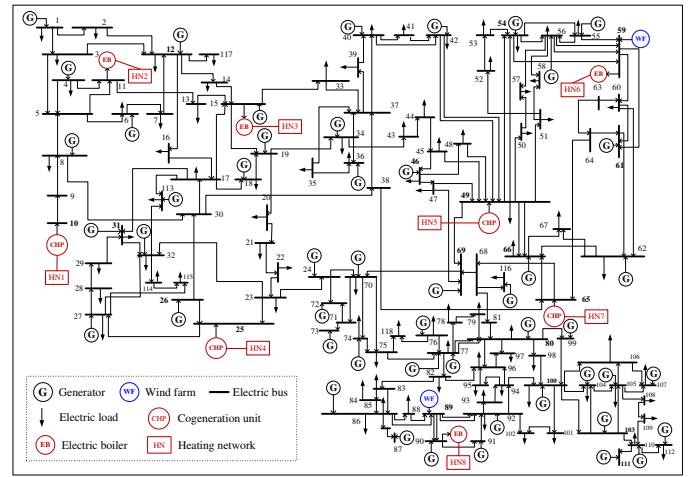 G G G G
1 2 54 59
40 41 42 53 56 55 WF
3 12 117 EB HN2 39 58 EB HN6 60
G 4 11 14 G 52 57 63
13 15 G 33 37 44 50 51
5 6 7 EB HN3 34 43 45 48 64 61 G
16 G 19 36 46 G
8 17 18 G 35 38 47 49
9 113 G 20 HN5 CHP
10 30 67
CHP G 31 G 21 69 68 66 62
HN1 29 32 22 G 24 70 G 116 G G G
28 114 115 26 G 23 72 71 78 79 81 65
27 G G 25 G 73 G 74 118 76 G 80 CHP HN7
CHP HN4 75 77 G 99 G
82 96 97 98 106
G Generator WF Wind farm Electric bus
83 95 94 100 104 105 107
Electric load CHP Cogeneration unit
84 85 88 WF 89 93 92 108
EB Electric boiler HN Heating network
86 87 G 90 EB 91 G 102 101 103 109
HN8 G 110 112
111